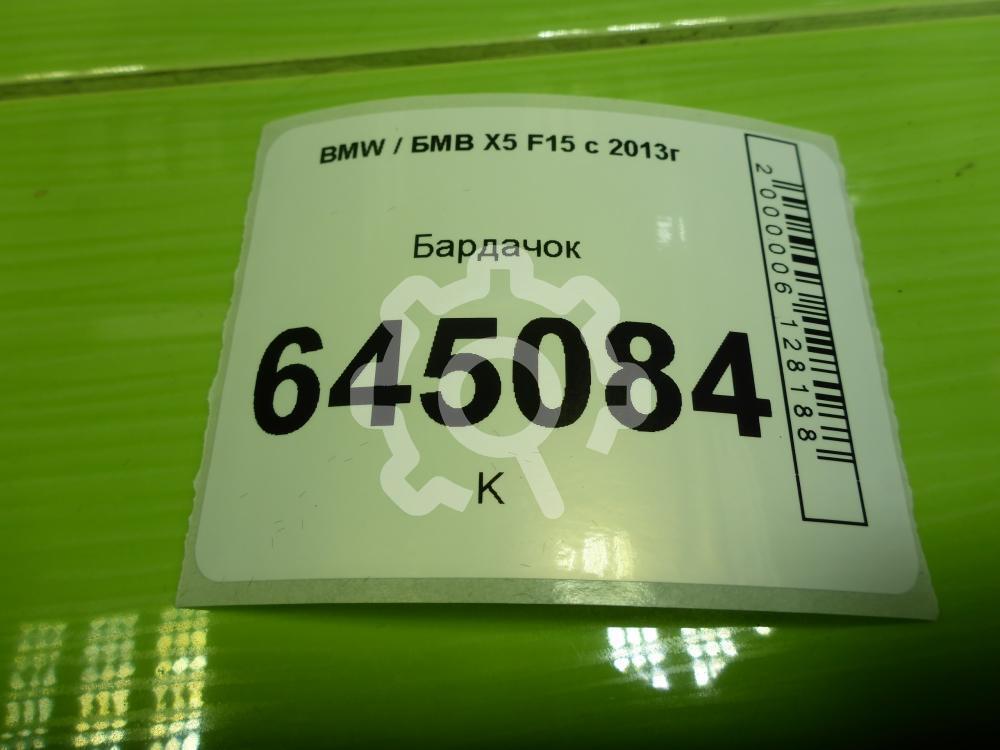 BMW / БМВ X5 F15 с 2013г
Бардачок
645084
К
2000006128188